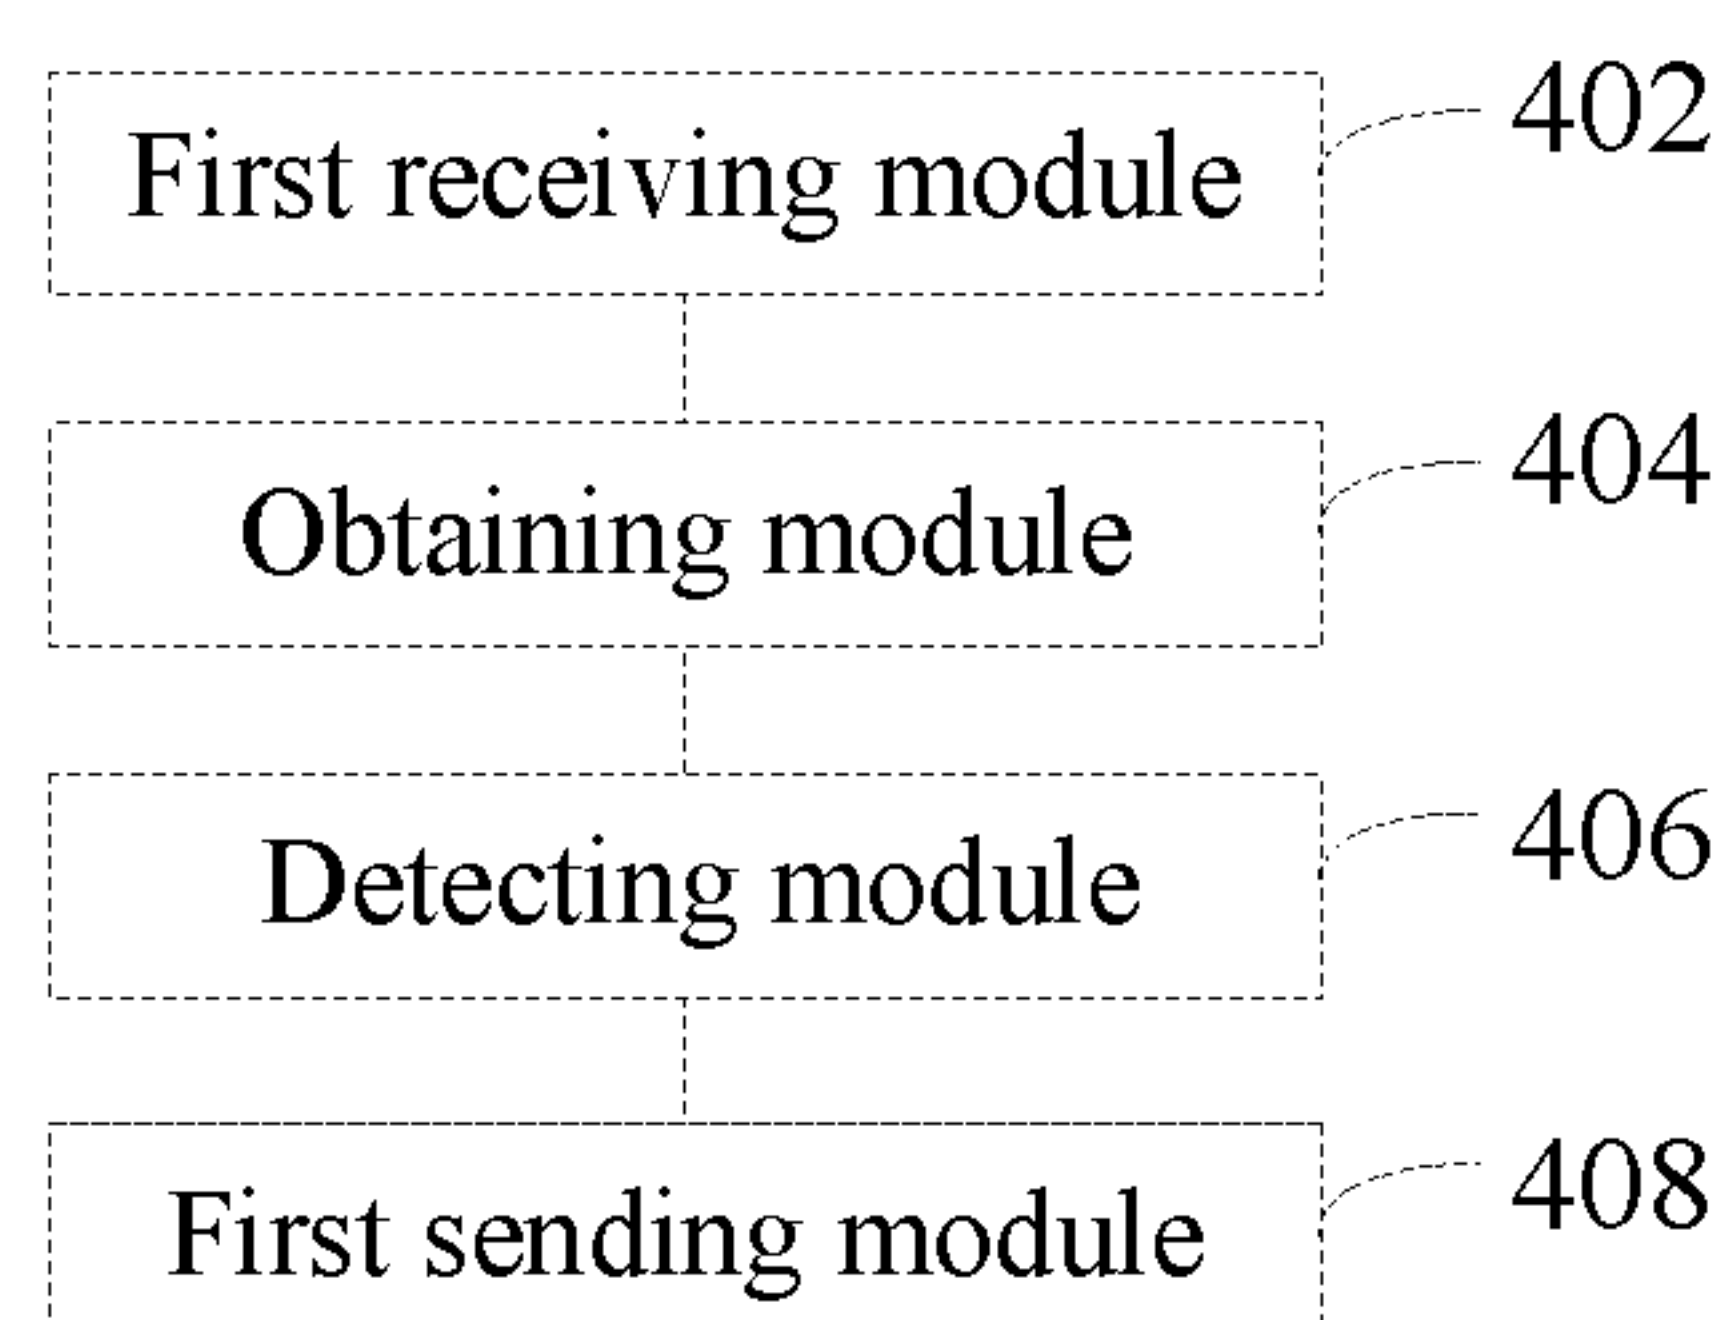 First receiving module 402
Obtaining module 404
Detecting module 406
First sending module 408